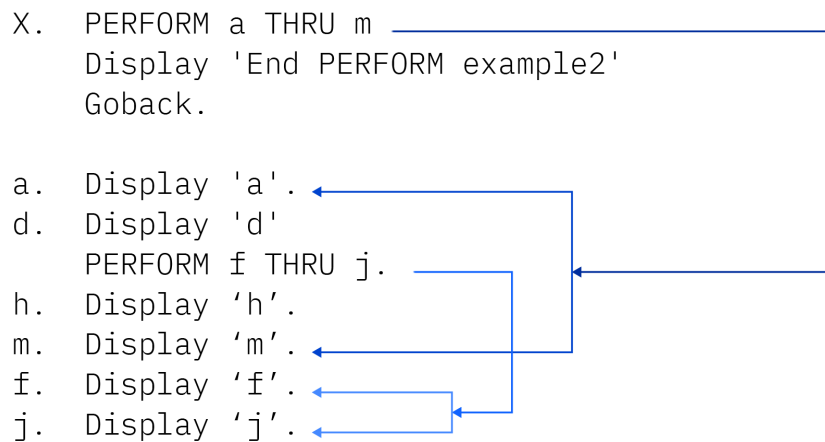 X. PERFORM a THRU m
Display 'End PERFORM example2'
Goback.
a. Display 'a'.
d. Display 'd'
PERFORM f THRU j.
h. Display ‘h’.
m. Display ‘m’.
f. Display ‘f’.
j. Display ‘j’.